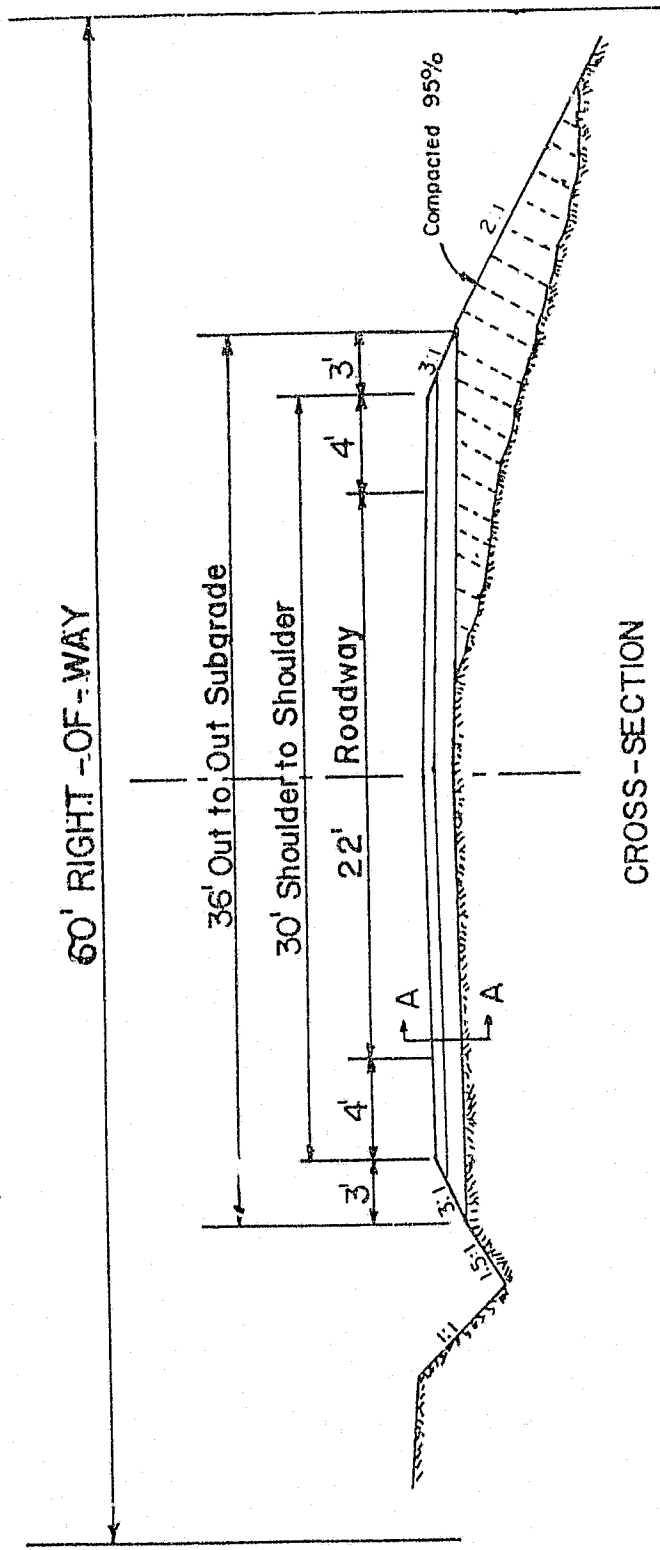 60' RIGHT-OF-WAY
36' Out to Out Subgrade
30' Shoulder to Shoulder
3' 4' 22' Roadway 4' 3'
Compacted 95%
A
A
1:1
1.5:1
3:1
3:1
2:1
CROSS-SECTION